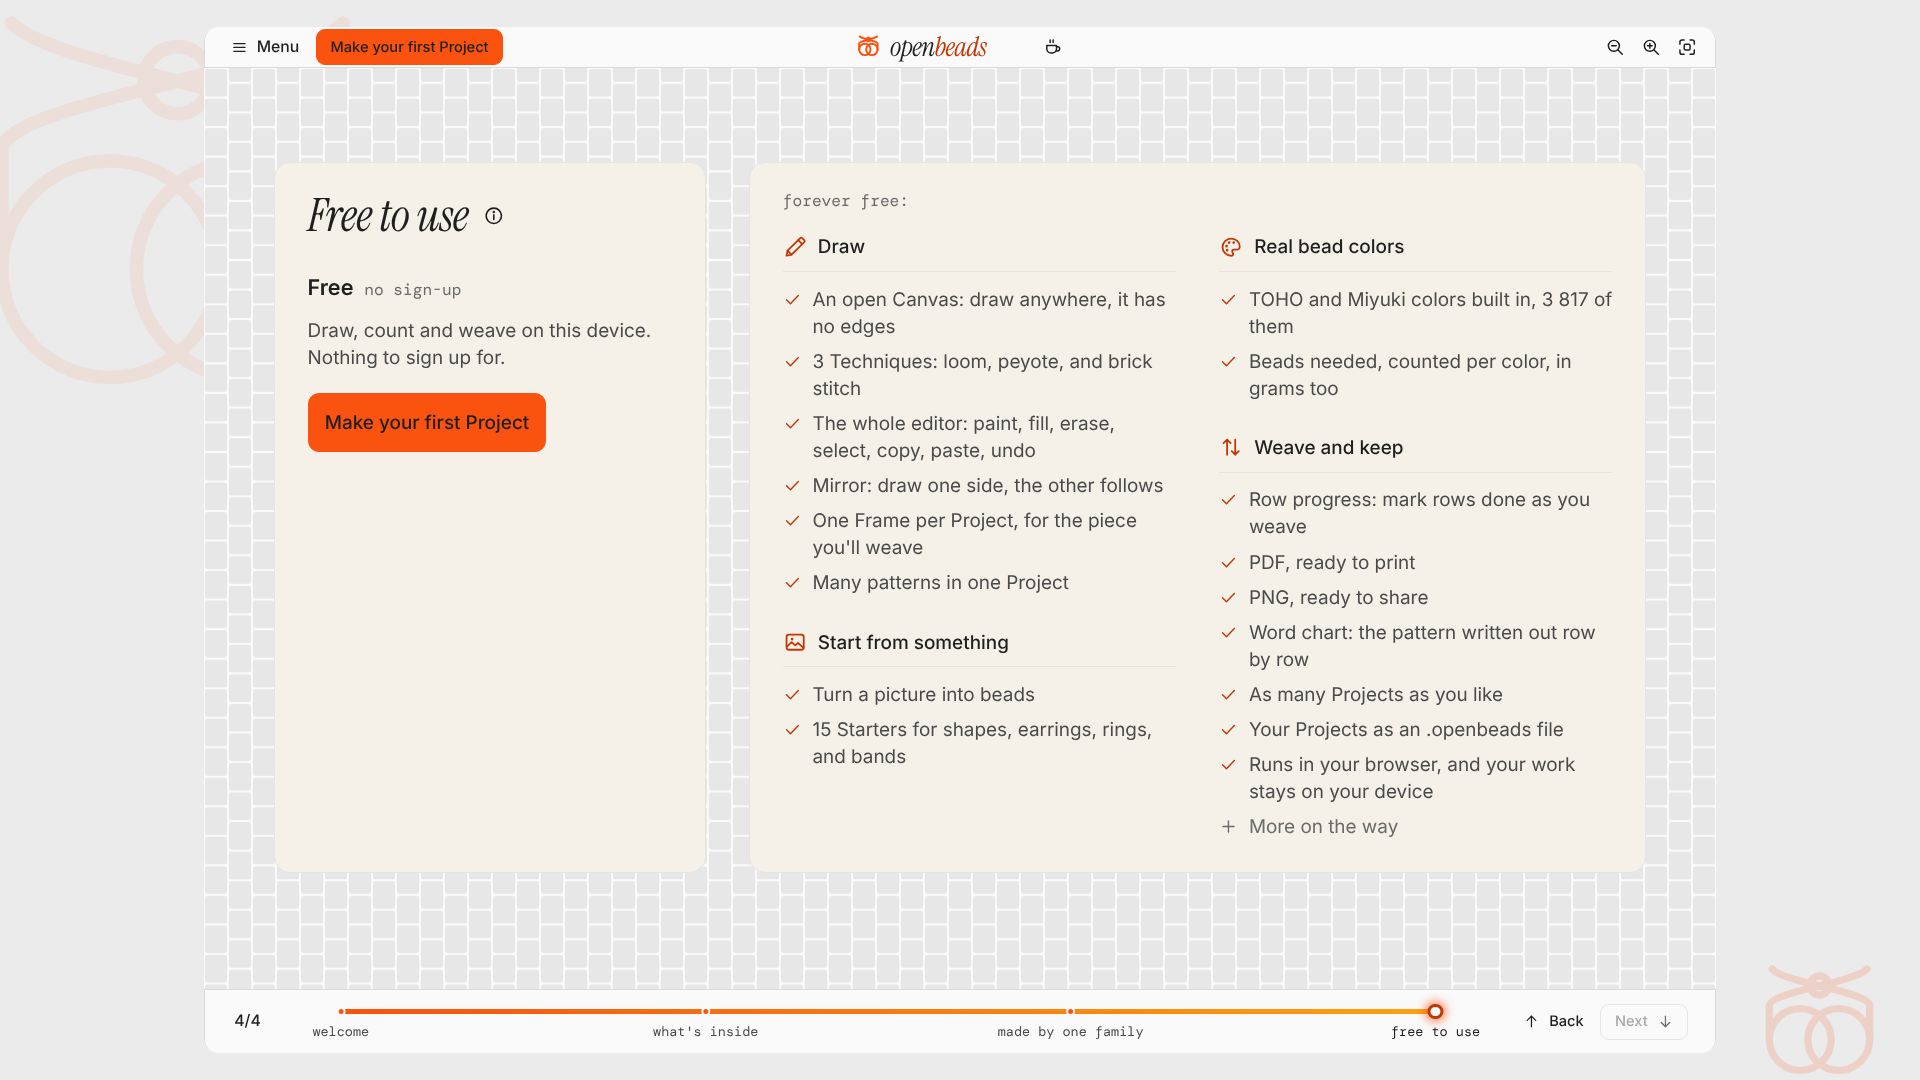 Menu
Make your first Project
openbeads
Free to use
Free no sign-up
Draw, count and weave on this device.
Nothing to sign up for.
Make your first Project
forever free:
Draw
An open Canvas: draw anywhere, it has
no edges
3 Techniques: loom, peyote, and brick
stitch
The whole editor: paint, fill, erase,
select, copy, paste, undo
Mirror: draw one side, the other follows
One Frame per Project, for the piece
you'll weave
Many patterns in one Project
Start from something
Turn a picture into beads
15 Starters for shapes, earrings, rings,
and bands
Real bead colors
TOHO and Miyuki colors built in, 3 817 of
them
Beads needed, counted per color, in
grams too
Weave and keep
Row progress: mark rows done as you
weave
PDF, ready to print
PNG, ready to share
Word chart: the pattern written out row
by row
As many Projects as you like
Your Projects as an .openbeads file
Runs in your browser, and your work
stays on your device
More on the way
4/4
welcome
what's inside
made by one family
free to use
Back
Next